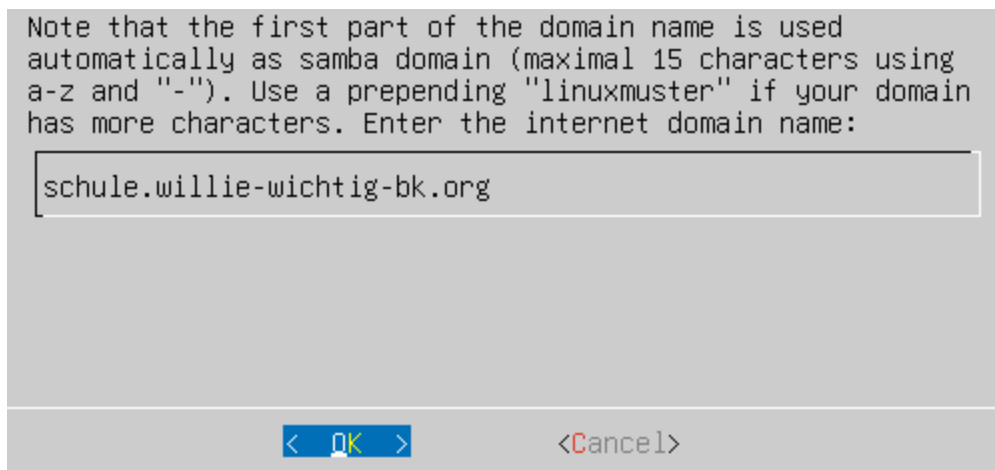 Note that the first part of the domain name is used
automatically as samba domain (maximal 15 characters using
a-z and "-"). Use a prepending "linuxmuster" if your domain
has more characters. Enter the internet domain name:
schule.willie-wichtig-bk.org
< OK > <Cancel>